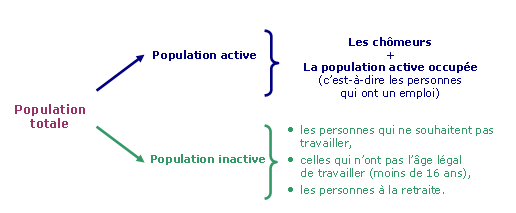 Population
totale
Population active
Les chômeurs
+
La population active occupée
(c'est-à-dire les personnes
qui ont un emploi)
Population inactive
• les personnes qui ne souhaitent pas
travailler,
• celles qui n'ont pas l'âge légal
de travailler (moins de 16 ans),
• les personnes à la retraite.